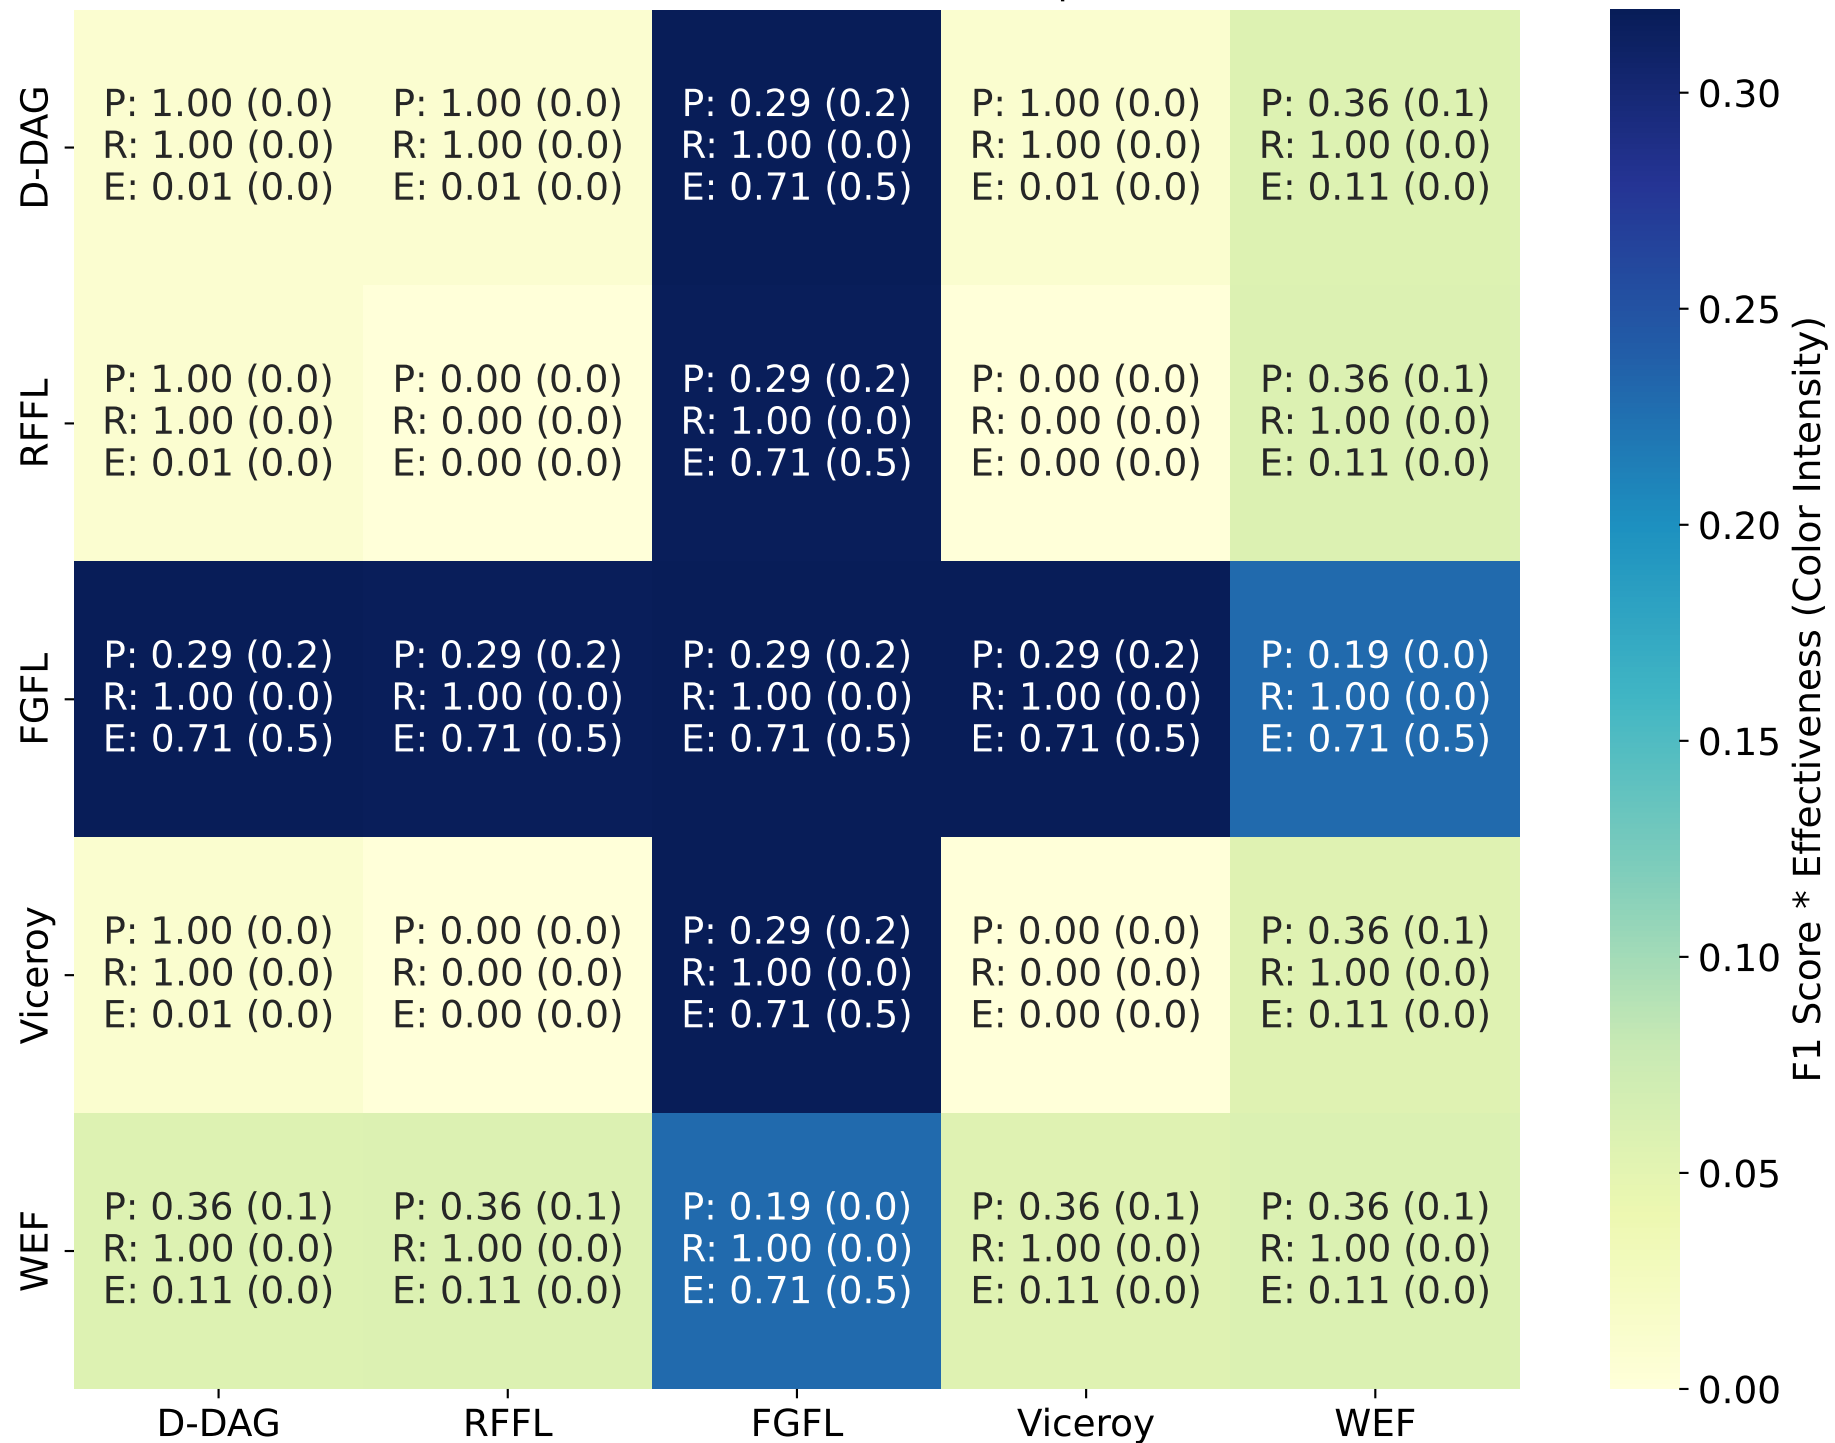 D-DAG
P: 1.00 (0.0)
R: 1.00 (0.0)
E: 0.01 (0.0)
P: 1.00 (0.0)
R: 1.00 (0.0)
E: 0.01 (0.0)
P: 0.29 (0.2)
R: 1.00 (0.0)
E: 0.71 (0.5)
P: 1.00 (0.0)
R: 1.00 (0.0)
E: 0.01 (0.0)
P: 0.36 (0.1)
R: 1.00 (0.0)
E: 0.11 (0.0)
RFFL
P: 1.00 (0.0)
R: 1.00 (0.0)
E: 0.01 (0.0)
P: 0.00 (0.0)
R: 0.00 (0.0)
E: 0.00 (0.0)
P: 0.29 (0.2)
R: 1.00 (0.0)
E: 0.71 (0.5)
P: 0.00 (0.0)
R: 0.00 (0.0)
E: 0.00 (0.0)
P: 0.36 (0.1)
R: 1.00 (0.0)
E: 0.11 (0.0)
FGFL
P: 0.29 (0.2)
R: 1.00 (0.0)
E: 0.71 (0.5)
P: 0.29 (0.2)
R: 1.00 (0.0)
E: 0.71 (0.5)
P: 0.29 (0.2)
R: 1.00 (0.0)
E: 0.71 (0.5)
P: 0.29 (0.2)
R: 1.00 (0.0)
E: 0.71 (0.5)
P: 0.19 (0.0)
R: 1.00 (0.0)
E: 0.71 (0.5)
Viceroy
P: 1.00 (0.0)
R: 1.00 (0.0)
E: 0.01 (0.0)
P: 0.00 (0.0)
R: 0.00 (0.0)
E: 0.00 (0.0)
P: 0.29 (0.2)
R: 1.00 (0.0)
E: 0.71 (0.5)
P: 0.00 (0.0)
R: 0.00 (0.0)
E: 0.00 (0.0)
P: 0.36 (0.1)
R: 1.00 (0.0)
E: 0.11 (0.0)
WEF
P: 0.36 (0.1)
R: 1.00 (0.0)
E: 0.11 (0.0)
P: 0.36 (0.1)
R: 1.00 (0.0)
E: 0.11 (0.0)
P: 0.19 (0.0)
R: 1.00 (0.0)
E: 0.71 (0.5)
P: 0.36 (0.1)
R: 1.00 (0.0)
E: 0.11 (0.0)
P: 0.36 (0.1)
R: 1.00 (0.0)
E: 0.11 (0.0)
D-DAG
RFFL
FGFL
Viceroy
WEF
0.30
0.25
0.20
0.15
0.10
0.05
0.00
F1 Score * Effectiveness (Color Intensity)